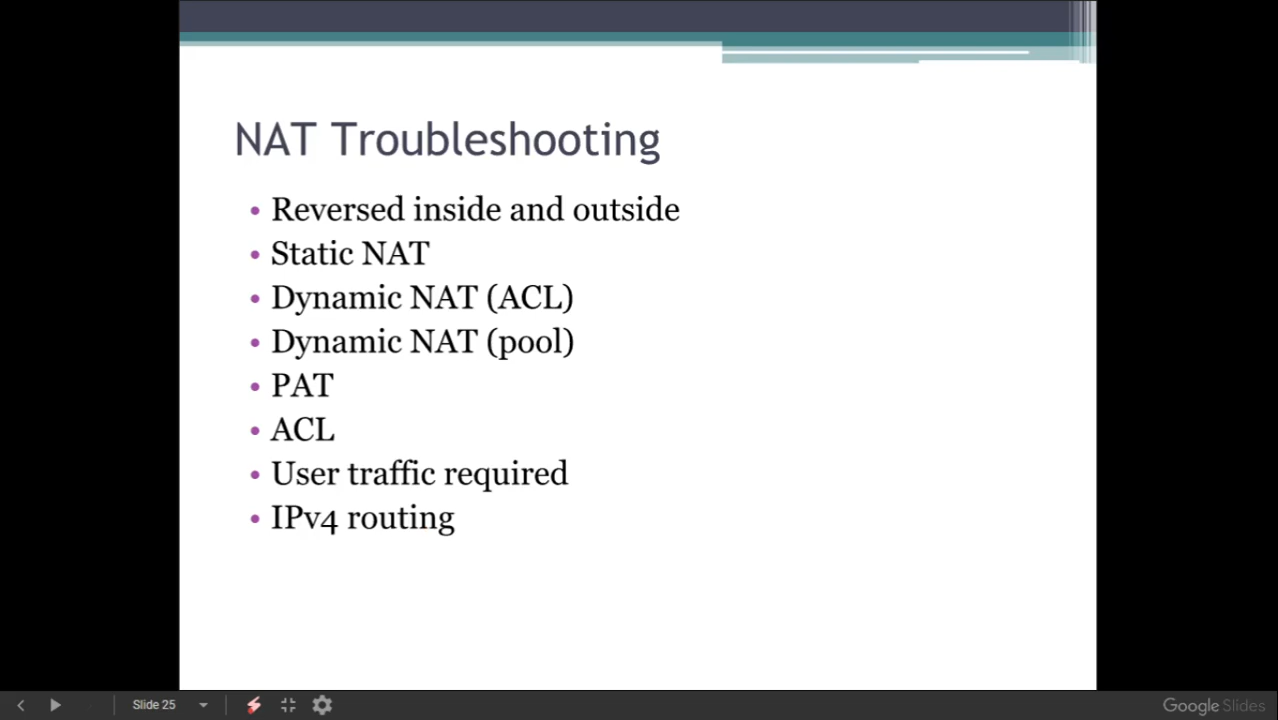 NAT Troubleshooting
• Reversed inside and outside
• Static NAT
• Dynamic NAT (ACL)
• Dynamic NAT (pool)
• PAT
• ACL
• User traffic required
• IPv4 routing
Slide 25
Google Slides